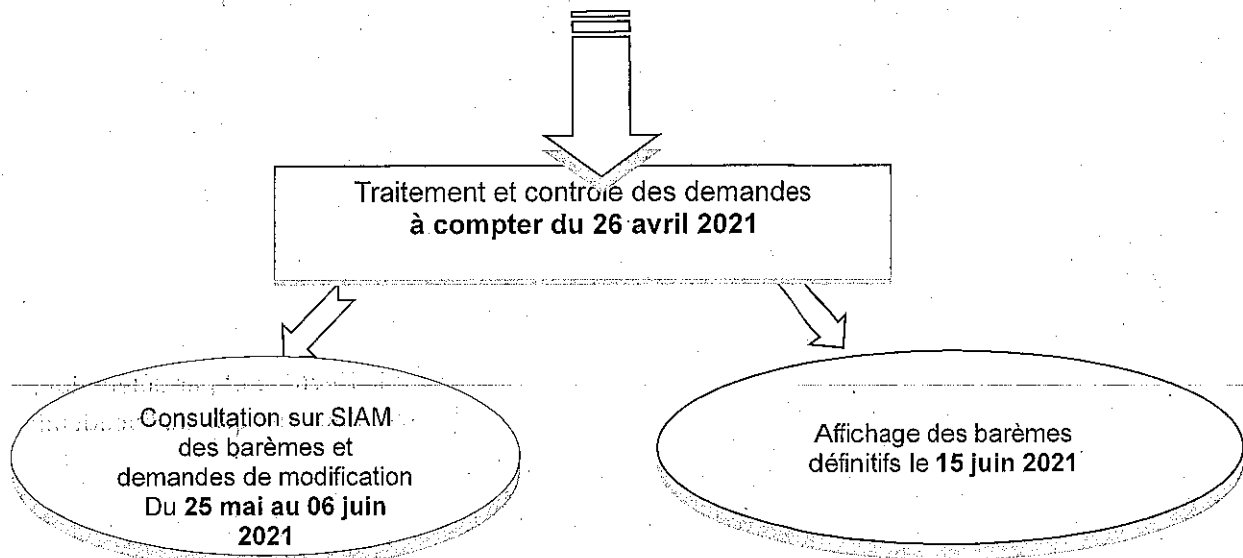 Traitement et contrôle des demandes
à compter du 26 avril 2021
Consultation sur SIAM
des barèmes et
demandes de modification
Du 25 mai au 06 juin
2021
Affichage des barèmes
définitifs le 15 juin 2021